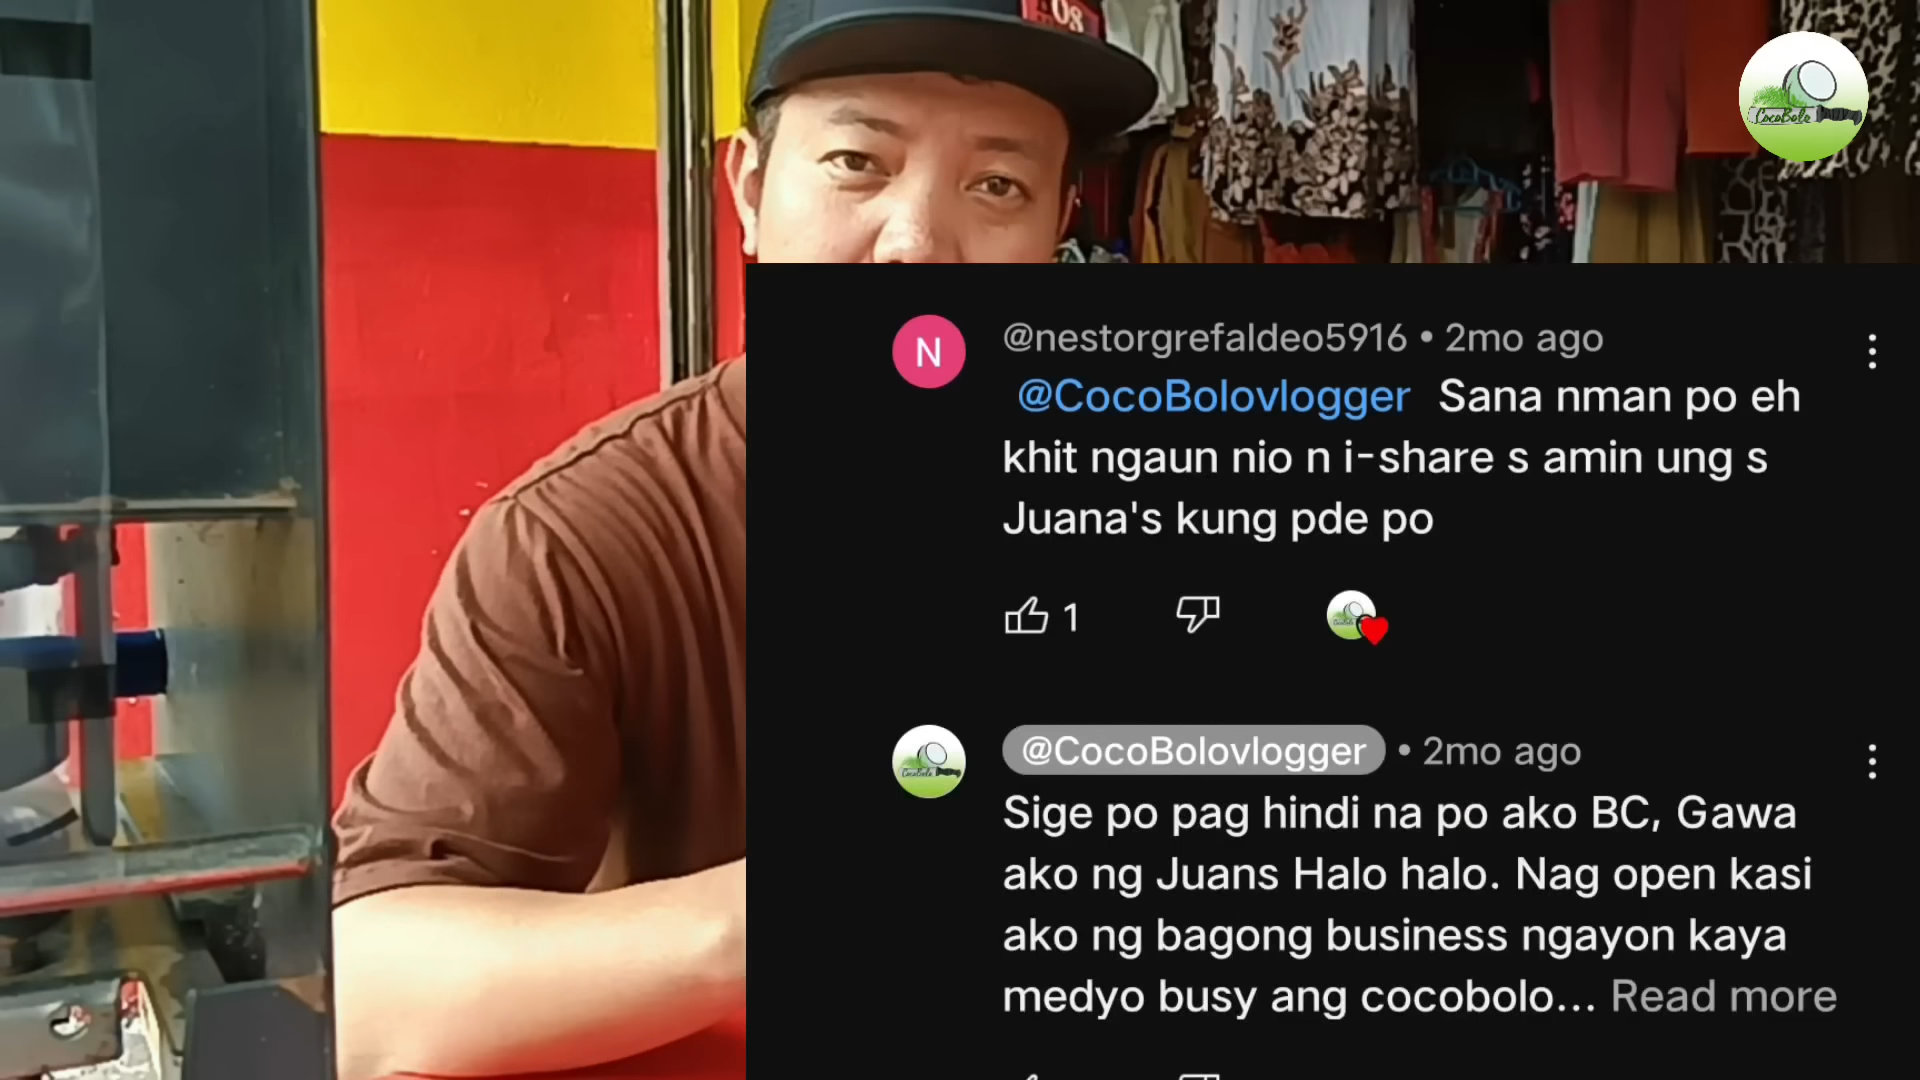 08
CocoBolo
N
@nestorgrefaldeo5916 • 2mo ago
@CocoBolovlogger Sana nman po eh
khit ngaun nio n i-share s amin ung s
Juana's kung pde po
1
@CocoBolovlogger • 2mo ago
Sige po pag hindi na po ako BC, Gawa
ako ng Juans Halo halo. Nag open kasi
ako ng bagong business ngayon kaya
medyo busy ang cocobolo... Read more